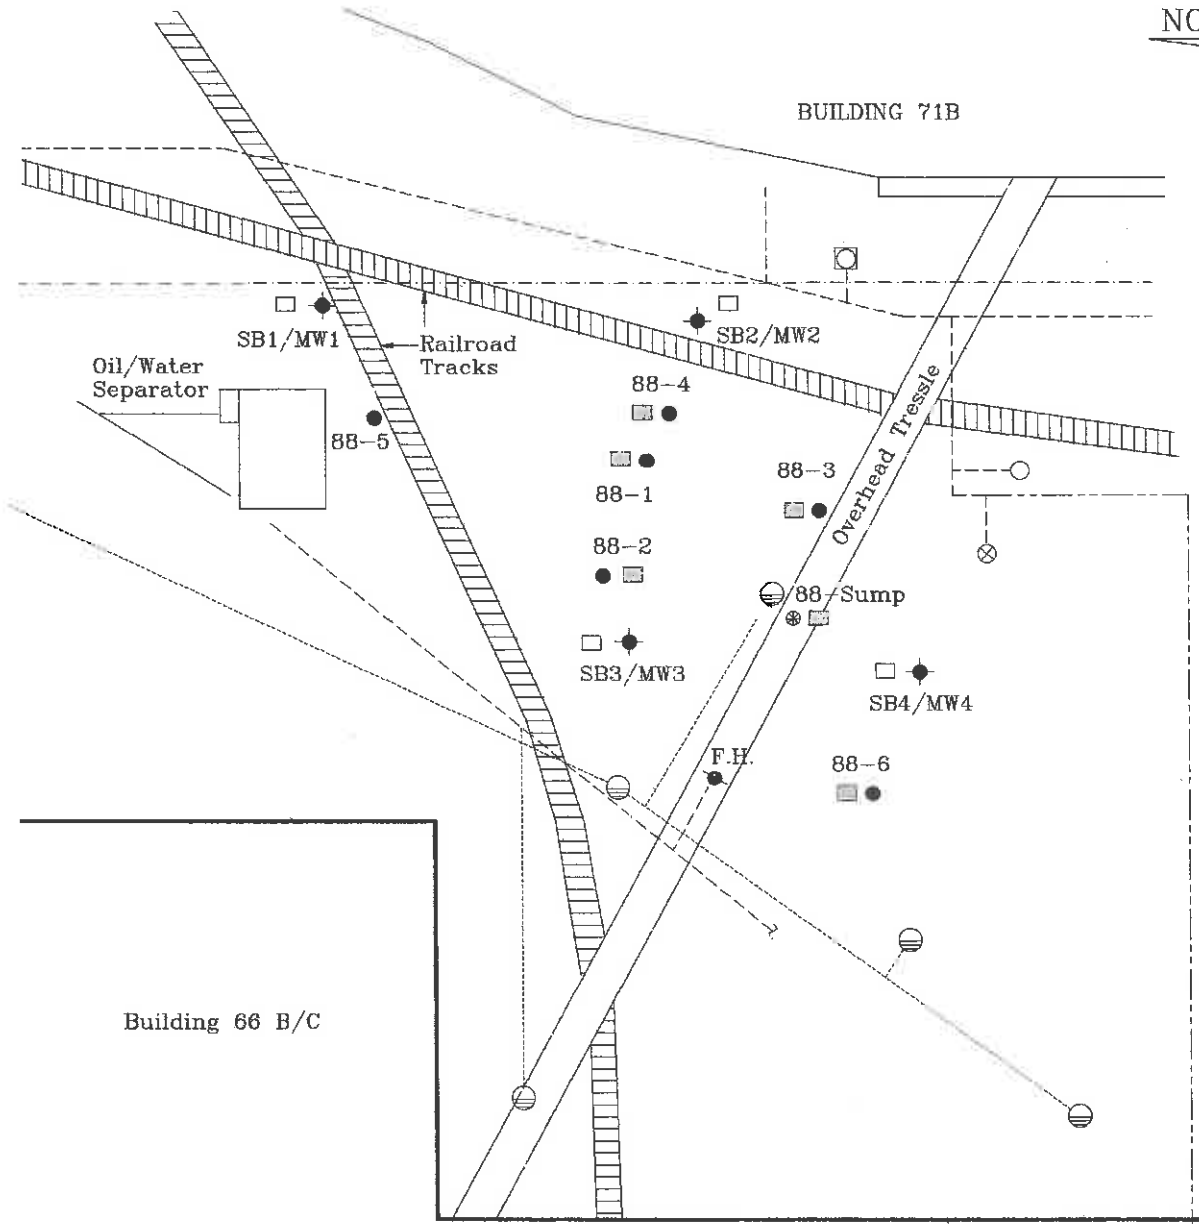 BUILDING 71B
SB1/MW1
SB2/MW2
Railroad
Tracks
Oil/Water
Separator
88-4
88-5
88-1
88-3
Overhead Tressle
88-2
88-Sump
SB3/MW3
SB4/MW4
F.H.
88-6
?
Building 66 B/C